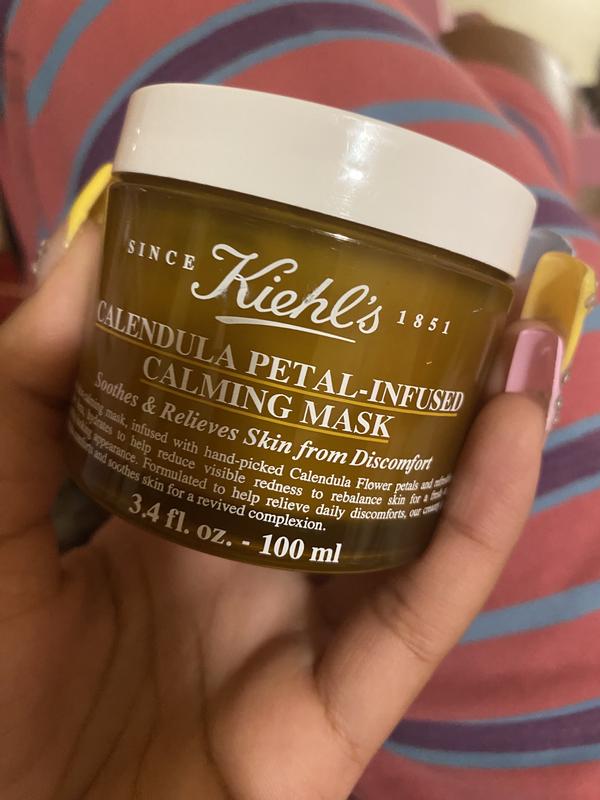 SINCE Kiehl's 1851
CALENDULA PETAL-INFUSED
CALMING MASK
Soothes & Relieves Skin from Discomfort
mask, infused with hand-picked Calendula Flower petals and
hydrates to help reduce visible redness to rebalance skin for a
appearance. Formulated to help relieve daily discomforts, our
and soothes skin for a revived complexion.
3.4 fl. oz. - 100 ml